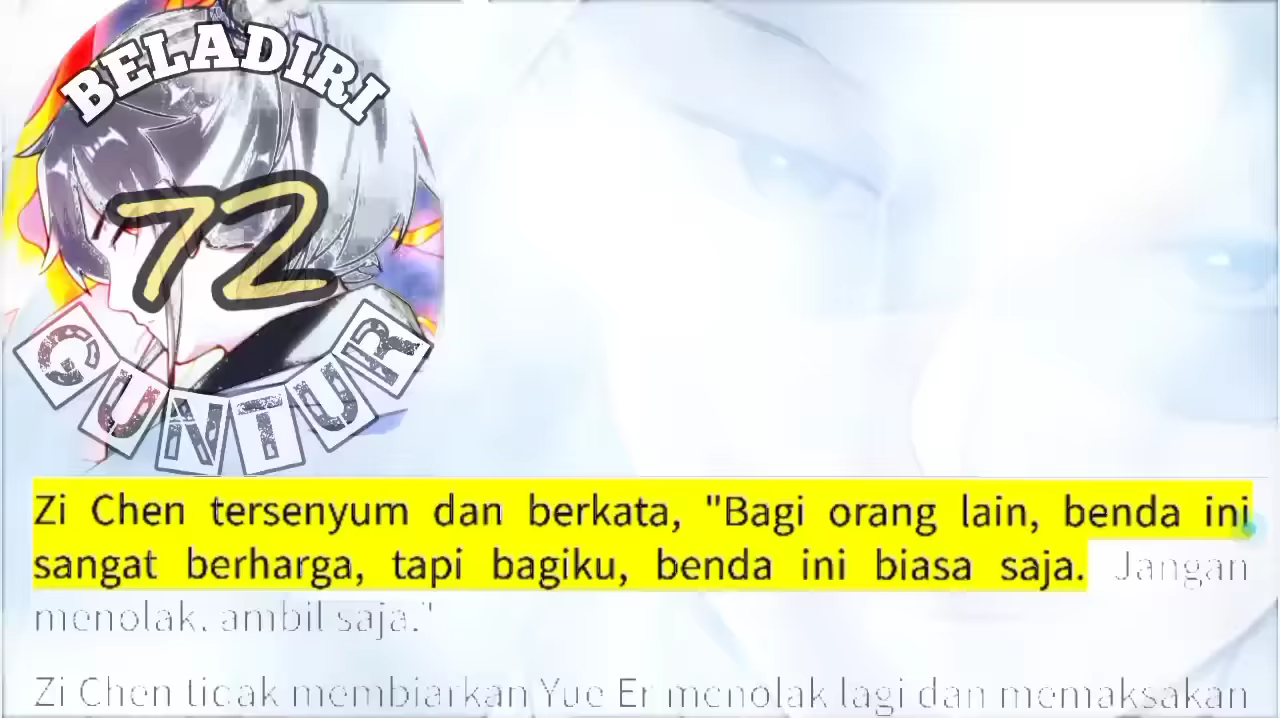 BELADIRI
72
GUNTUR
Zi Chen tersenyum dan berkata, "Bagi orang lain, benda ini
sangat berharga, tapi bagiku, benda ini biasa saja. Jangan
menolak. ambil saja."
Zi Chen tidak membiarkan Yue Er menolak lagi dan memaksakan